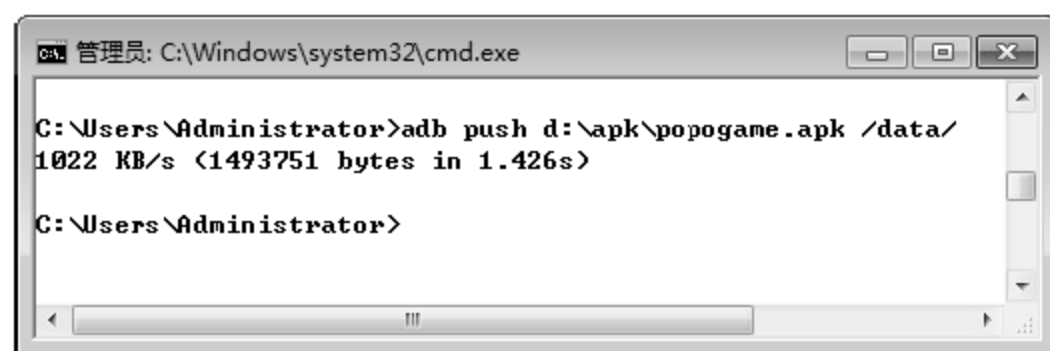 管理员: C:\Windows\system32\cmd.exe
C:\Users\Administrator>adb push d:\apk\popogame.apk /data/
1022 KB/s (1493751 bytes in 1.426s)
C:\Users\Administrator>